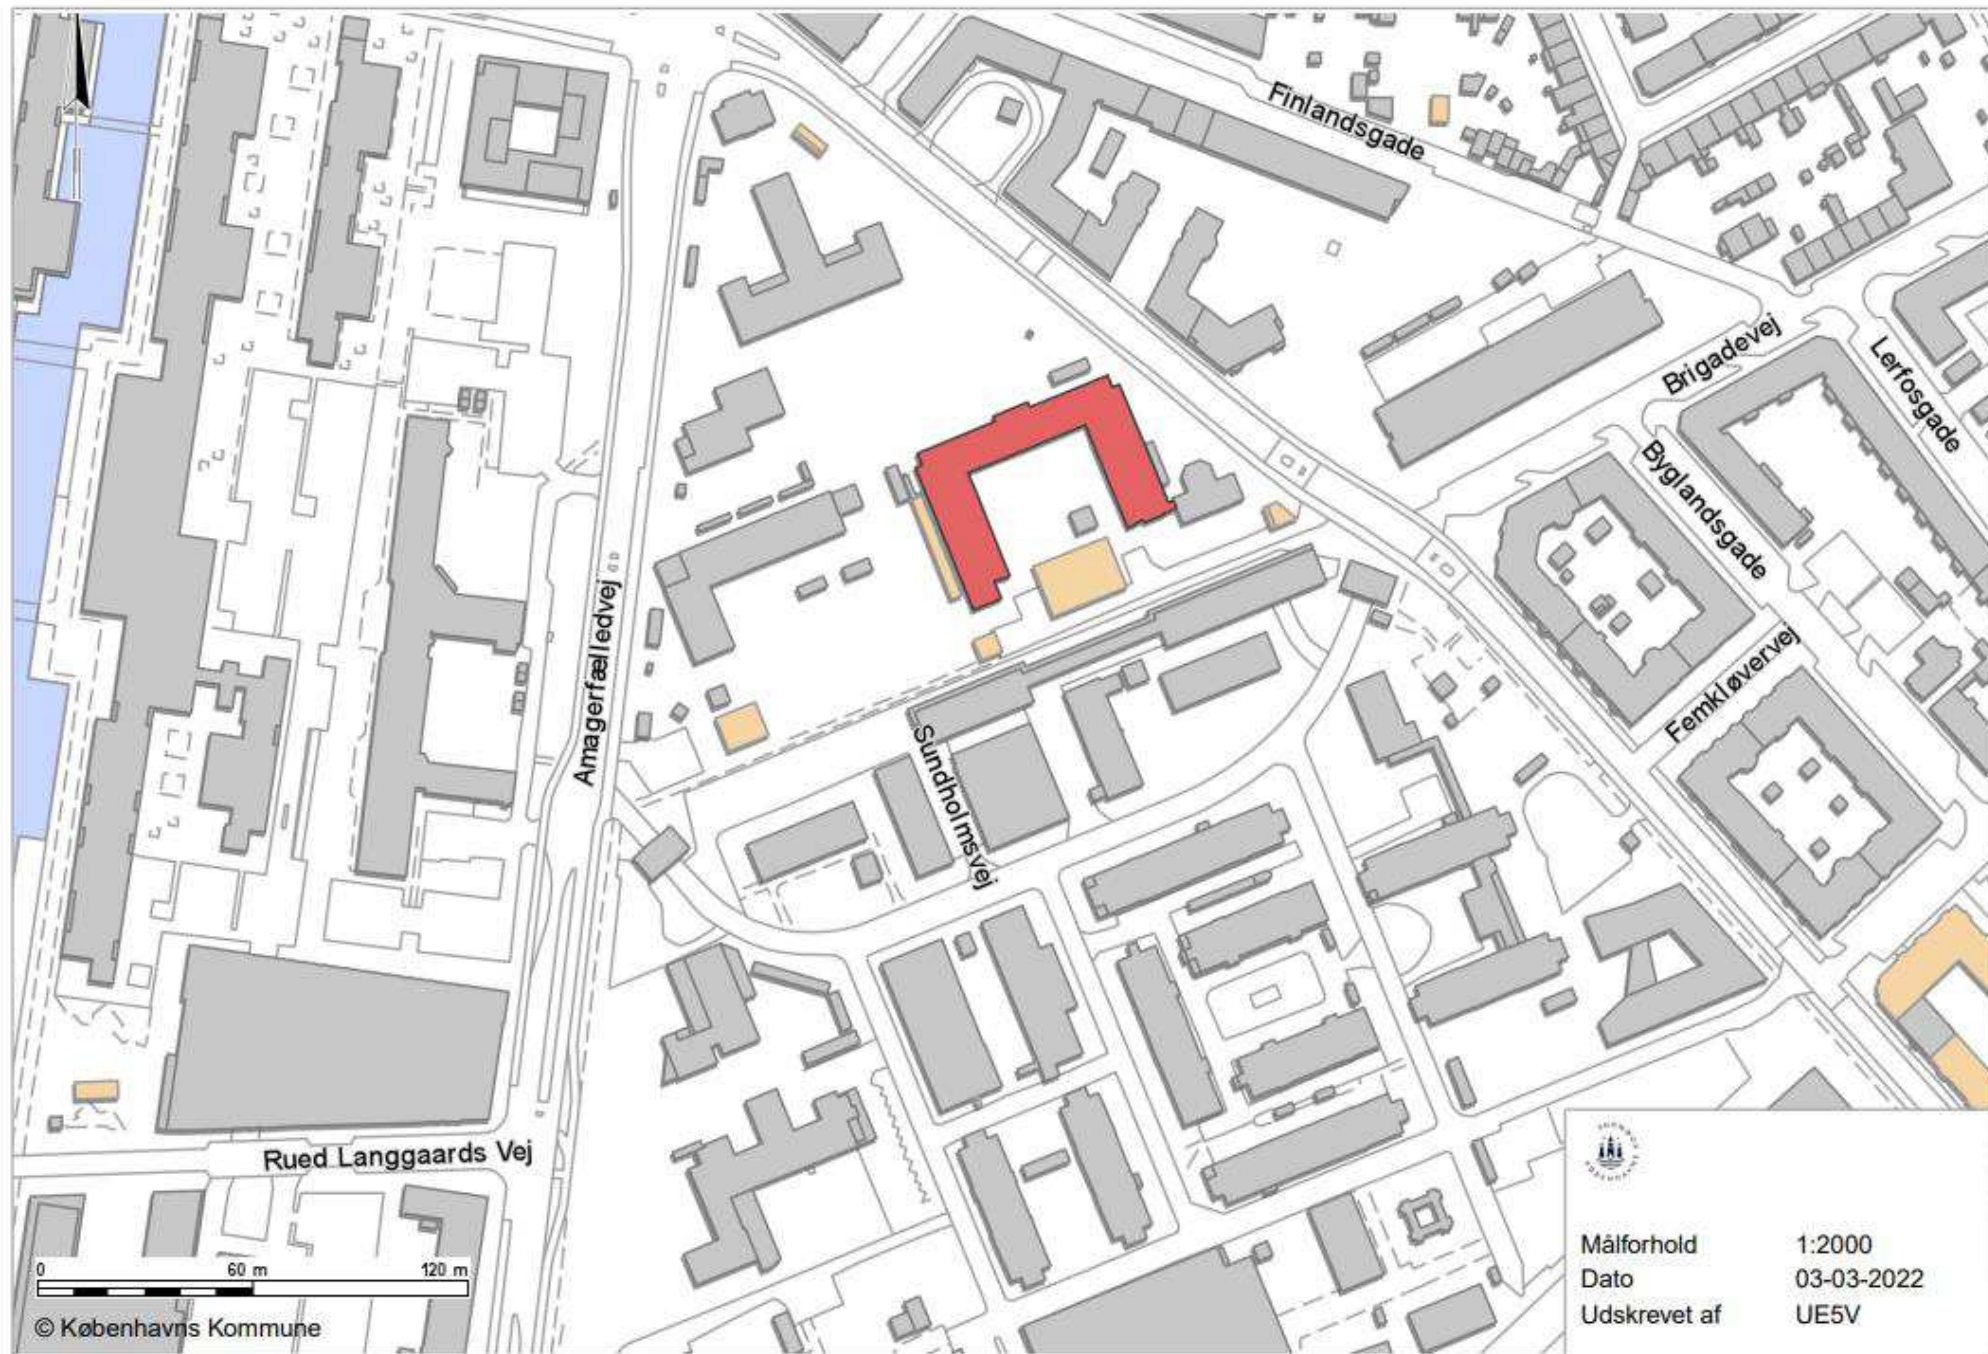 Finlandsgade
Brigadevej
Lerfosgade
Byglandsgade
Femkløvervej
Amagerfælledvej
Sundholmsvej
Rued Langgaards Vej
0 60 m 120 m
© Københavns Kommune
Målforhold 1:2000
Dato 03-03-2022
Udskrevet af UE5V